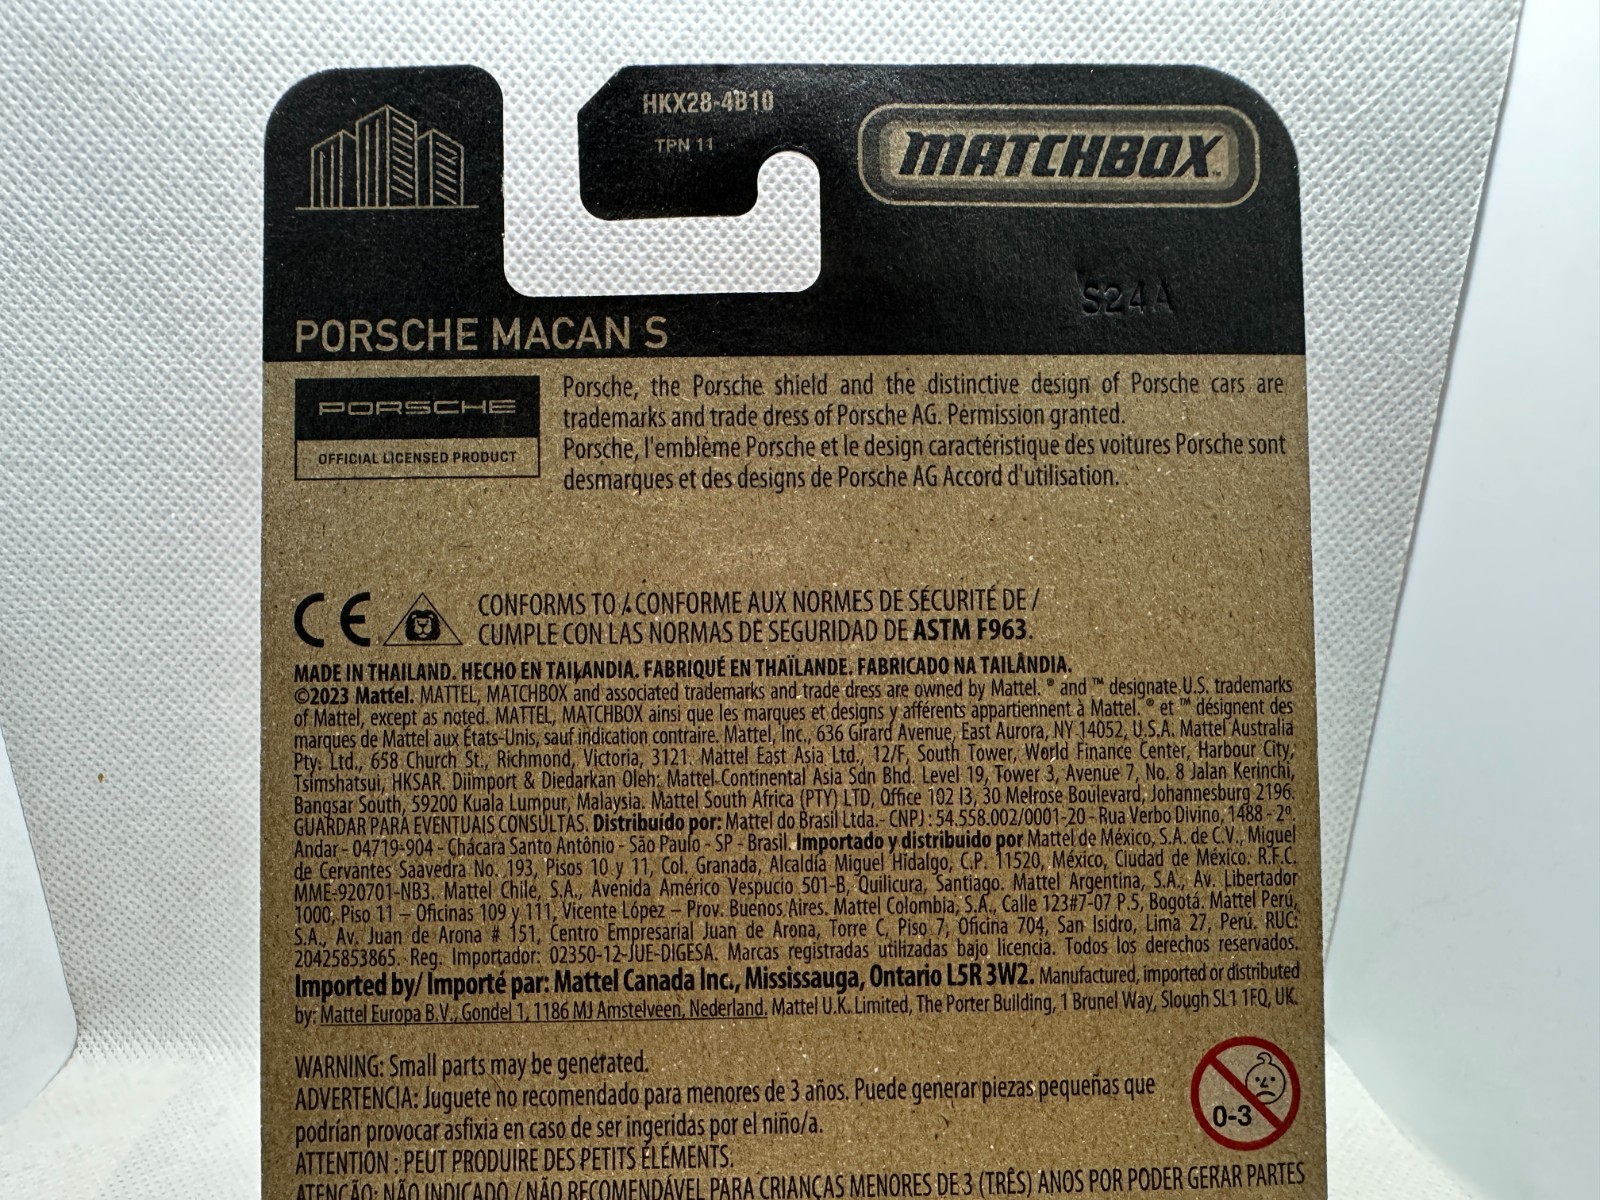 HKX28-4B10
TPN 11
MATCHBOX™
S24A
PORSCHE MACAN S
PORSCHE
OFFICIAL LICENSED PRODUCT
Porsche, the Porsche shield and the distinctive design of Porsche cars are
trademarks and trade dress of Porsche AG. Permission granted.
Porsche, l'emblème Porsche et le design caractéristique des voitures Porsche sont
desmarques et des designs de Porsche AG Accord d'utilisation.
CE
CONFORMS TO / CONFORME AUX NORMES DE SÉCURITÉ DE /
CUMPLE CON LAS NORMAS DE SEGURIDAD DE ASTM F963.
MADE IN THAILAND. HECHO EN TAILANDIA. FABRIQUÉ EN THAÏLANDE. FABRICADO NA TAILÂNDIA.
©2023 Mattel. MATTEL, MATCHBOX and associated trademarks and trade dress are owned by Mattel. ® and ™ designate U.S. trademarks
of Mattel, except as noted. MATTEL, MATCHBOX ainsi que les marques et designs y afférents appartiennent à Mattel. ® et ™ désignent des
marques de Mattel aux États-Unis, sauf indication contraire. Mattel, Inc., 636 Girard Avenue, East Aurora, NY 14052, U.S.A. Mattel Australia
Pty. Ltd., 658 Church St., Richmond, Victoria, 3121. Mattel East Asia Ltd., 12/F, South Tower, World Finance Center, Harbour City,
Tsimshatsui, HKSAR. Diimport & Diedarkan Oleh: Mattel Continental Asia Sdn Bhd. Level 19, Tower 3, Avenue 7, No. 8 Jalan Kerinchi,
Bangsar South, 59200 Kuala Lumpur, Malaysia. Mattel South Africa (PTY) LTD, Office 102 I3, 30 Melrose Boulevard, Johannesburg 2196.
GUARDAR PARA EVENTUAIS CONSULTAS. Distribuído por: Mattel do Brasil Ltda.- CNPJ : 54.558.002/0001-20 - Rua Verbo Divino, 1488 - 2º.
Andar - 04719-904 - Chácara Santo Antônio - São Paulo - SP - Brasil. Importado y distribuido por Mattel de México, S.A. de C.V., Miguel
de Cervantes Saavedra No. 193, Pisos 10 y 11, Col. Granada, Alcaldía Miguel Hidalgo, C.P. 11520, México, Ciudad de México. R.F.C.
MME-920701-NB3. Mattel Chile, S.A., Avenida Américo Vespucio 501-B, Quilicura, Santiago. Mattel Argentina, S.A., Av. Libertador
1000, Piso 11 – Oficinas 109 y 111, Vicente López – Prov. Buenos Aires. Mattel Colombia, S.A., Calle 123#7-07 P.5, Bogotá. Mattel Perú,
S.A., Av. Juan de Arona # 151, Centro Empresarial Juan de Arona, Torre C, Piso 7, Oficina 704, San Isidro, Lima 27, Perú. RUC:
20425853865. Reg. Importador: 02350-12-JUE-DIGESA. Marcas registradas utilizadas bajo licencia. Todos los derechos reservados.
Imported by/ Importé par: Mattel Canada Inc., Mississauga, Ontario L5R 3W2. Manufactured, imported or distributed
by: Mattel Europa B.V., Gondel 1, 1186 MJ Amstelveen, Nederland. Mattel U.K. Limited, The Porter Building, 1 Brunel Way, Slough SL1 1FQ, UK.
WARNING: Small parts may be generated.
ADVERTENCIA: Juguete no recomendado para menores de 3 años. Puede generar piezas pequeñas que
podrían provocar asfixia en caso de ser ingeridas por el niño/a.
0-3
ATTENTION : PEUT PRODUIRE DES PETITS ÉLÉMENTS.
ATENÇÃO: NÃO INDICADO / NÃO RECOMENDÁVEL PARA CRIANÇAS MENORES DE 3 (TRÊS) ANOS POR PODER GERAR PARTES